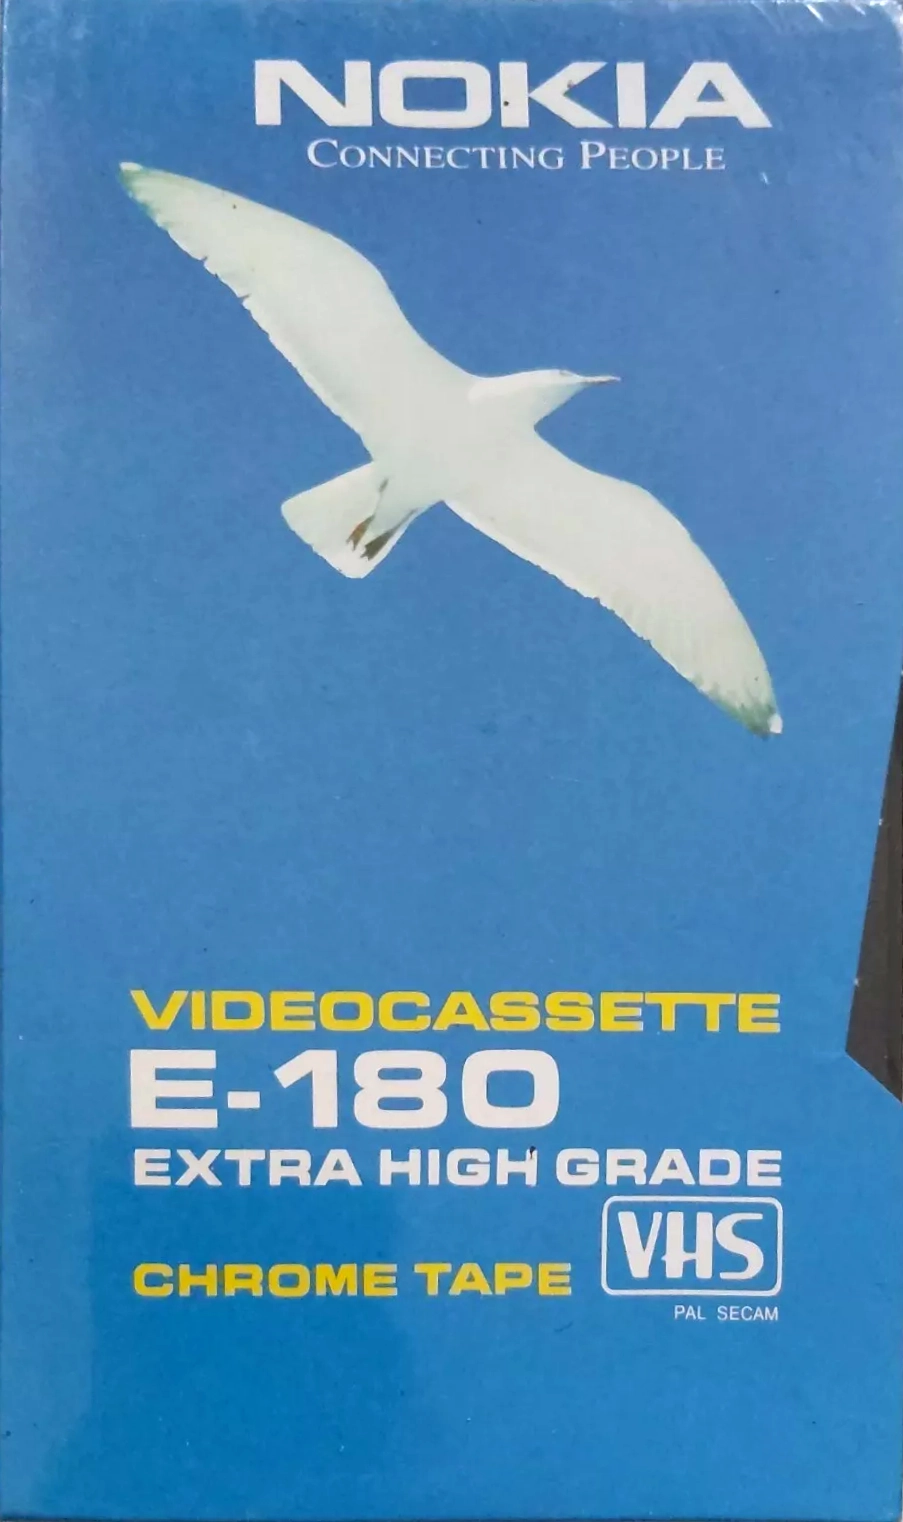 NOKIA
CONNECTING PEOPLE
VIDEOCASSETTE
E-180
EXTRA HIGH GRADE
VHS
CHROME TAPE
PAL SECAM